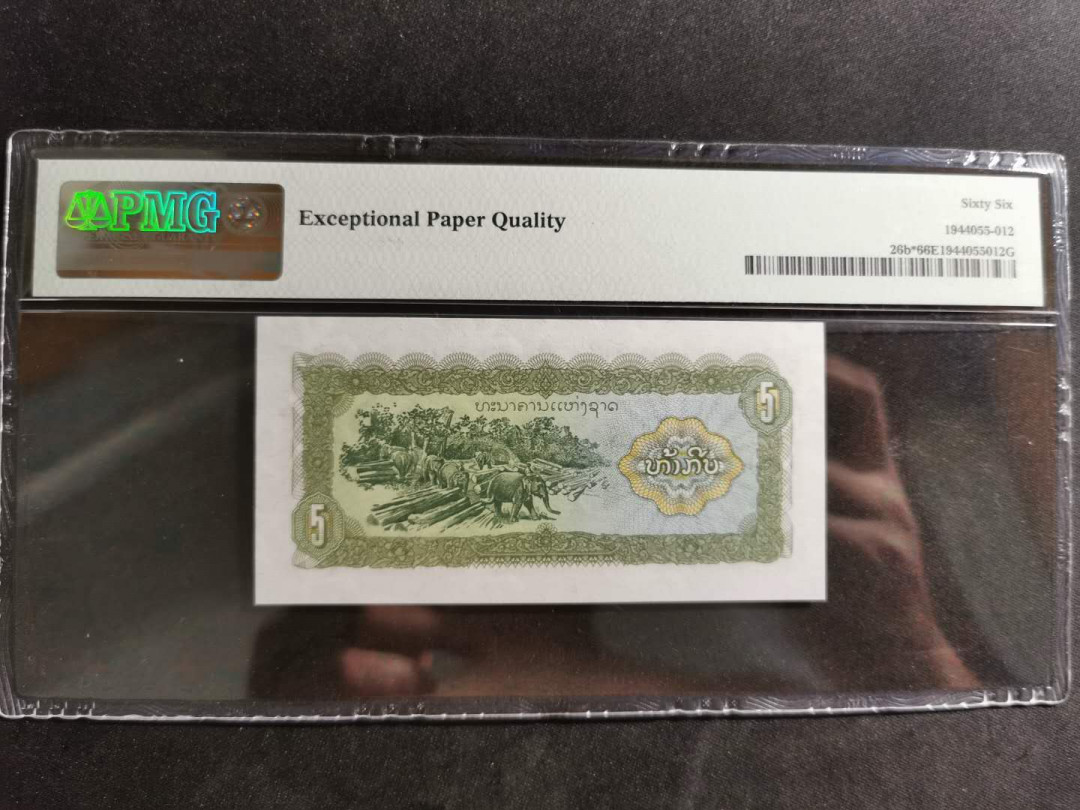 PMG
Exceptional Paper Quality
Sixty Six
1944055-012
26b*66E1944055012G
ທະນາຄານແຫ່ງຊາດ
5
ຫ້າກີບ
5